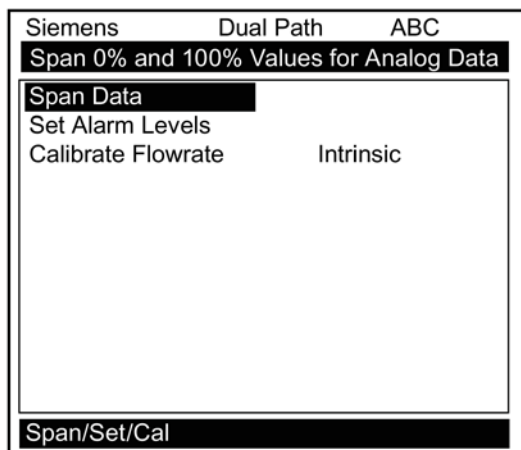 Siemens Dual Path ABC
Span 0% and 100% Values for Analog Data
Span Data
Set Alarm Levels
Calibrate Flowrate Intrinsic
Span/Set/Cal